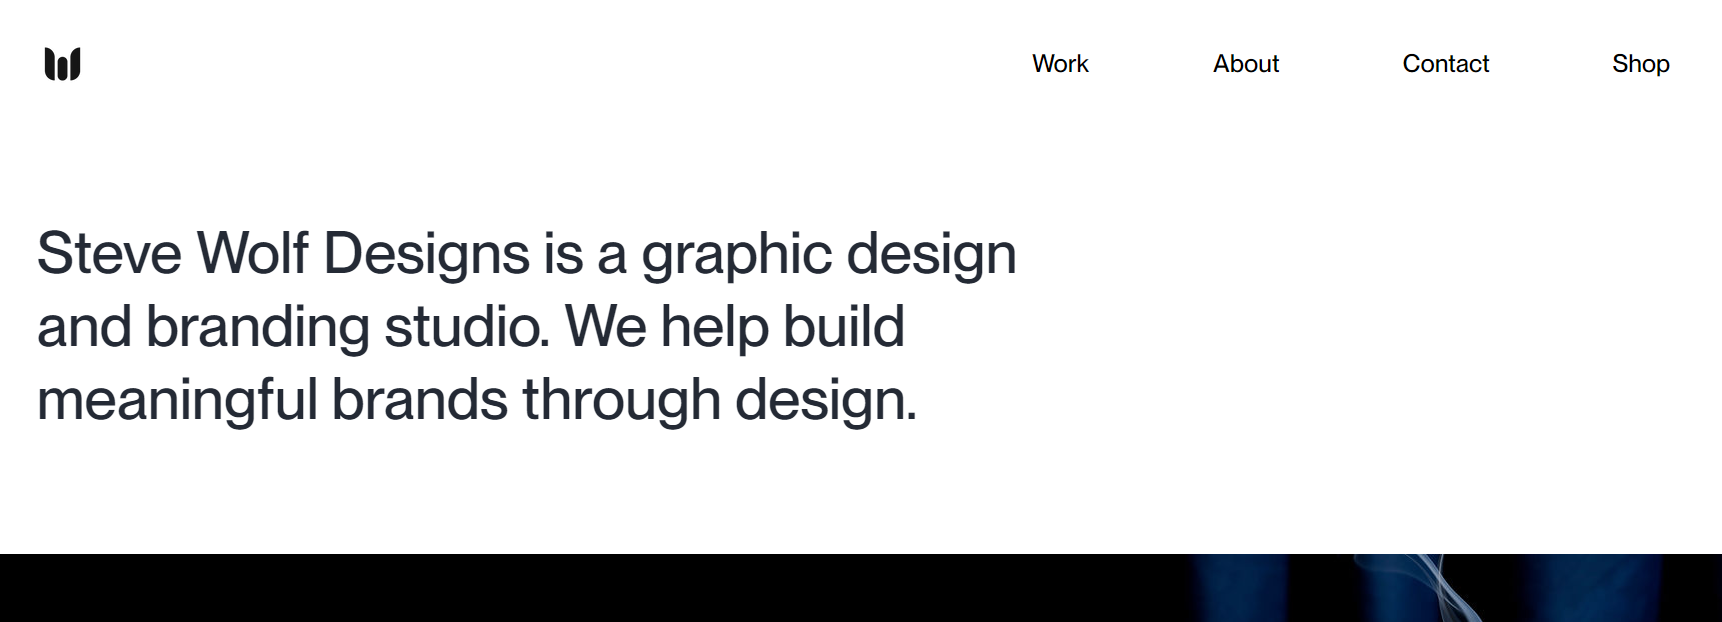 Work
About
Contact
Shop
Steve Wolf Designs is a graphic design
and branding studio. We help build
meaningful brands through design.